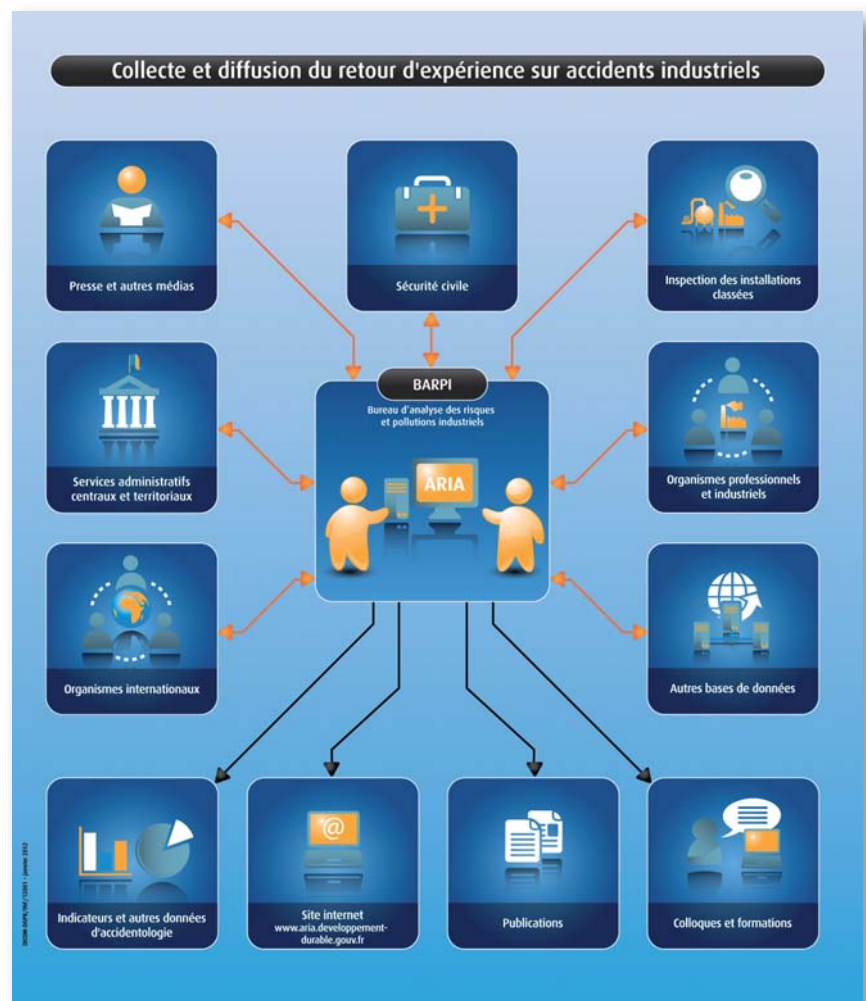 Collecte et diffusion du retour d'expérience sur accidents industriels
Presse et autres médias
Sécurité civile
Inspection des installations
classées
BARPI
Bureau d'analyse des risques
et pollutions industriels
ARIA
Services administratifs
centraux et territoriaux
Organismes professionnels
et industriels
Organismes internationaux
Autres bases de données
@
Indicateurs et autres données
d'accidentologie
Site internet
www.aria.developpement-
durable.gouv.fr
Publications
Colloques et formations